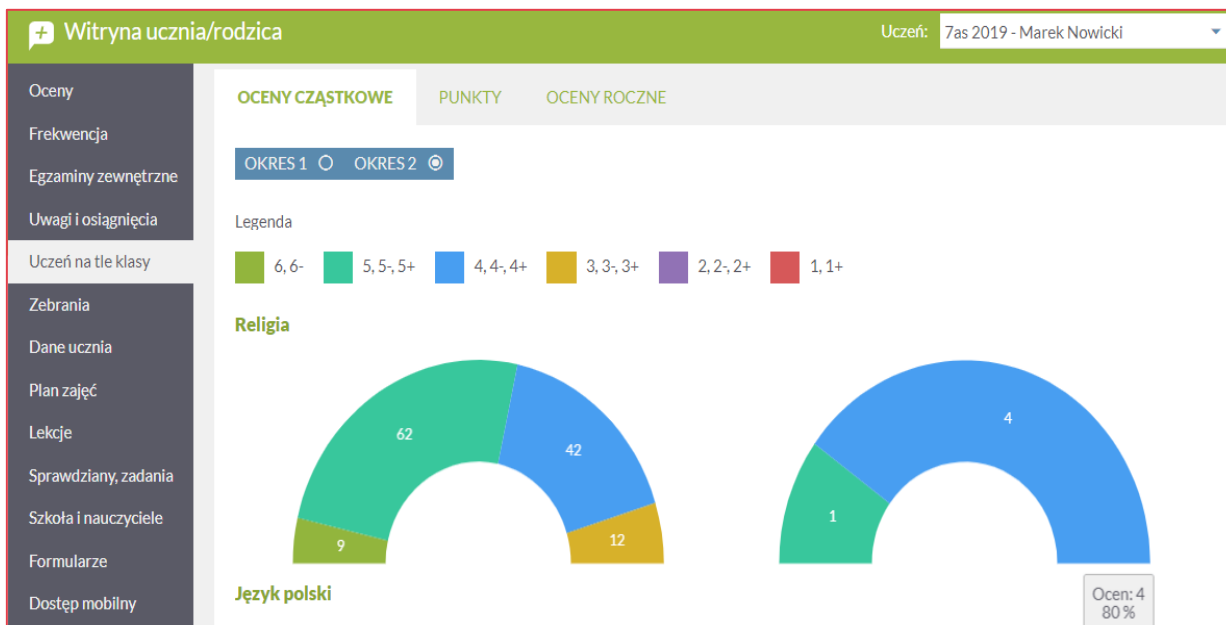 Witryna ucznia/rodzica
Uczeń: 7as 2019 - Marek Nowicki
Oceny
Frekwencja
Egzaminy zewnętrzne
Uwagi i osiągnięcia
Uczeń na tle klasy
Zebrania
Dane ucznia
Plan zajęć
Lekcje
Sprawdziany, zadania
Szkoła i nauczyciele
Formularze
Dostęp mobilny
OCENY CZĄSTKOWE PUNKTY OCENY ROCZNE
OKRES 1 OKRES 2
Legenda
6, 6- 5, 5-, 5+ 4, 4-, 4+ 3, 3-, 3+ 2, 2-, 2+ 1, 1+
Religia
9 62 42 12
1 4
Język polski
Ocen: 4
80 %